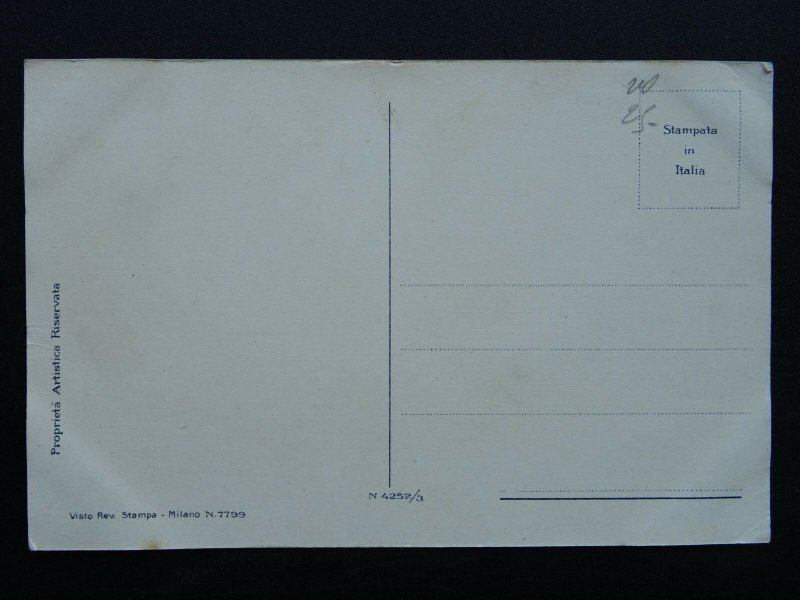 Stampata
in
Italia
Proprietà Artistica Riservata
N 4252/3
Visto Rev. Stampa - Milano N.7799